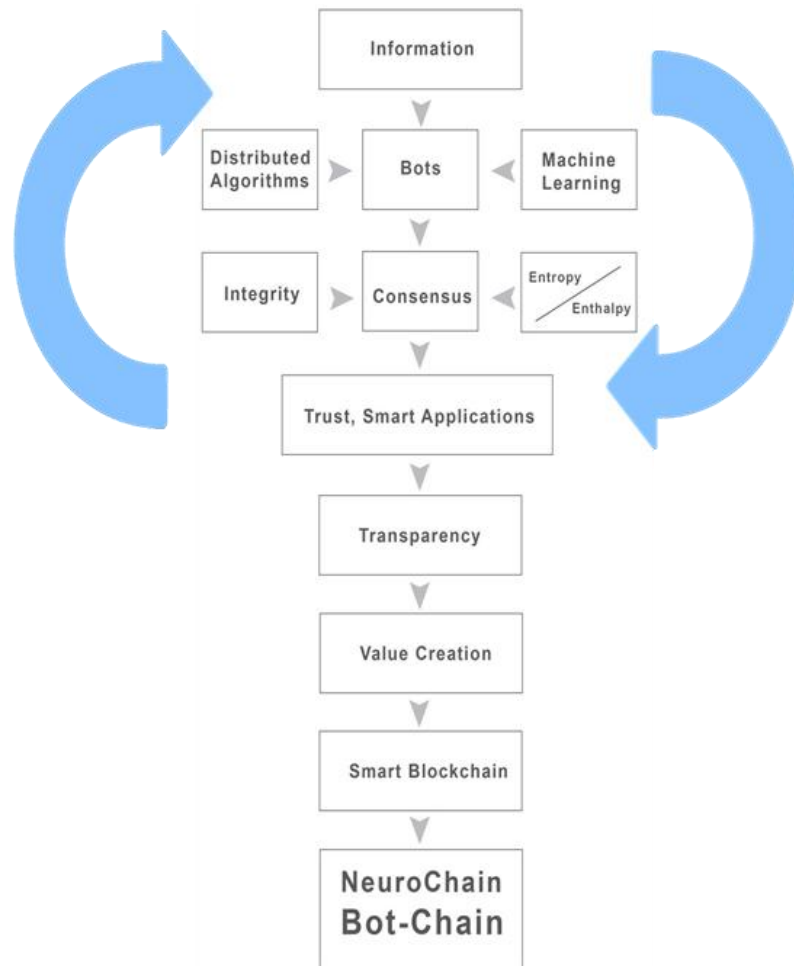 Information
Distributed
Algorithms
Bots
Machine
Learning
Integrity
Consensus
Entropy
Enthalpy
Trust, Smart Applications
Transparency
Value Creation
Smart Blockchain
NeuroChain
Bot-Chain